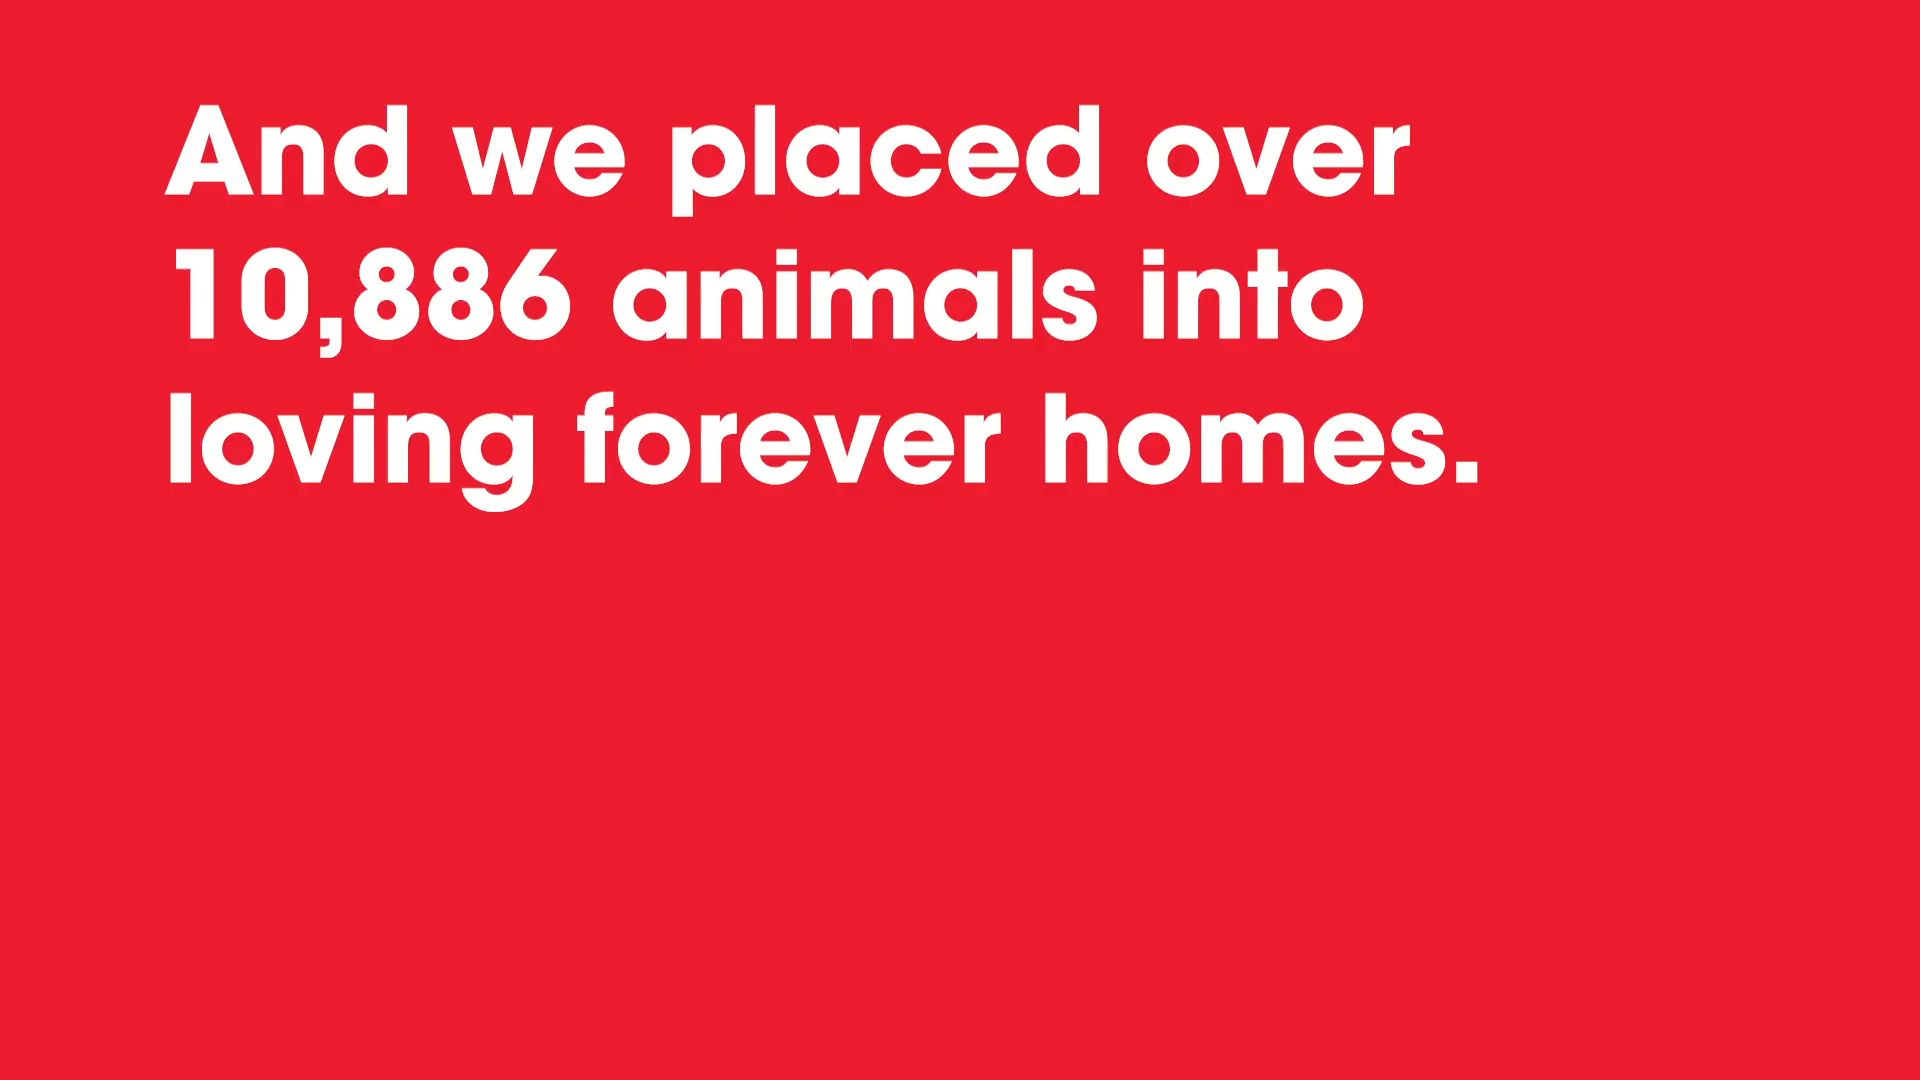 And we placed over
10,886 animals into
loving forever homes.